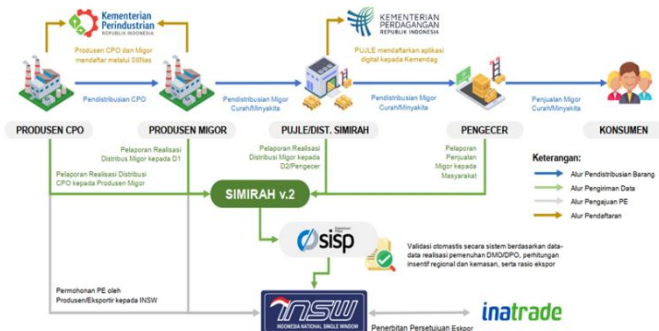 Kementerian
Perindustrian
REPUBLIK INDONESIA
KEMENTERIAN
PERDAGANGAN
REPUBLIK INDONESIA
Produsen CPO dan Migor
mendaftar melalui SIINas
PUJLE mendaftarkan aplikasi
digital kepada Kemendag
Pendistribusian CPO
Pendistribusian Migor
Curah/Minyakita
Pendistribusian Migor
Curah/Minyakita
Penjualan Migor
Curah/Minyakita
PRODUSEN CPO
PRODUSEN MIGOR
PUJLE/DIST. SIMIRAH
PENGECER
KONSUMEN
Pelaporan Realisasi
Distribus Migor kepada D1
Pelaporan Realisasi
Distribusi Migor kepada
D2/Pengecer
Pelaporan
Penjualan
Migor kepada
Masyarakat
Pelaporan Realisasi Distribusi
CPO kepada Produsen Migor
SIMIRAH v.2
Keterangan:
Alur Pendistribusian Barang
Alur Pengiriman Data
Alur Pengajuan PE
Alur Pendaftaran
sisp
Validasi otomastis secara sistem berdasarkan data-
data realisasi pemenuhan DMO/DPO, perhitungan
insentif regional dan kemasan, serta rasio ekspor
Permohonan PE oleh
Produsen/Eksportir kepada INSW
INSW
INDONESIA NATIONAL SINGLE WINDOW
inatrade
Penerbitan Persetujuan Ekspor